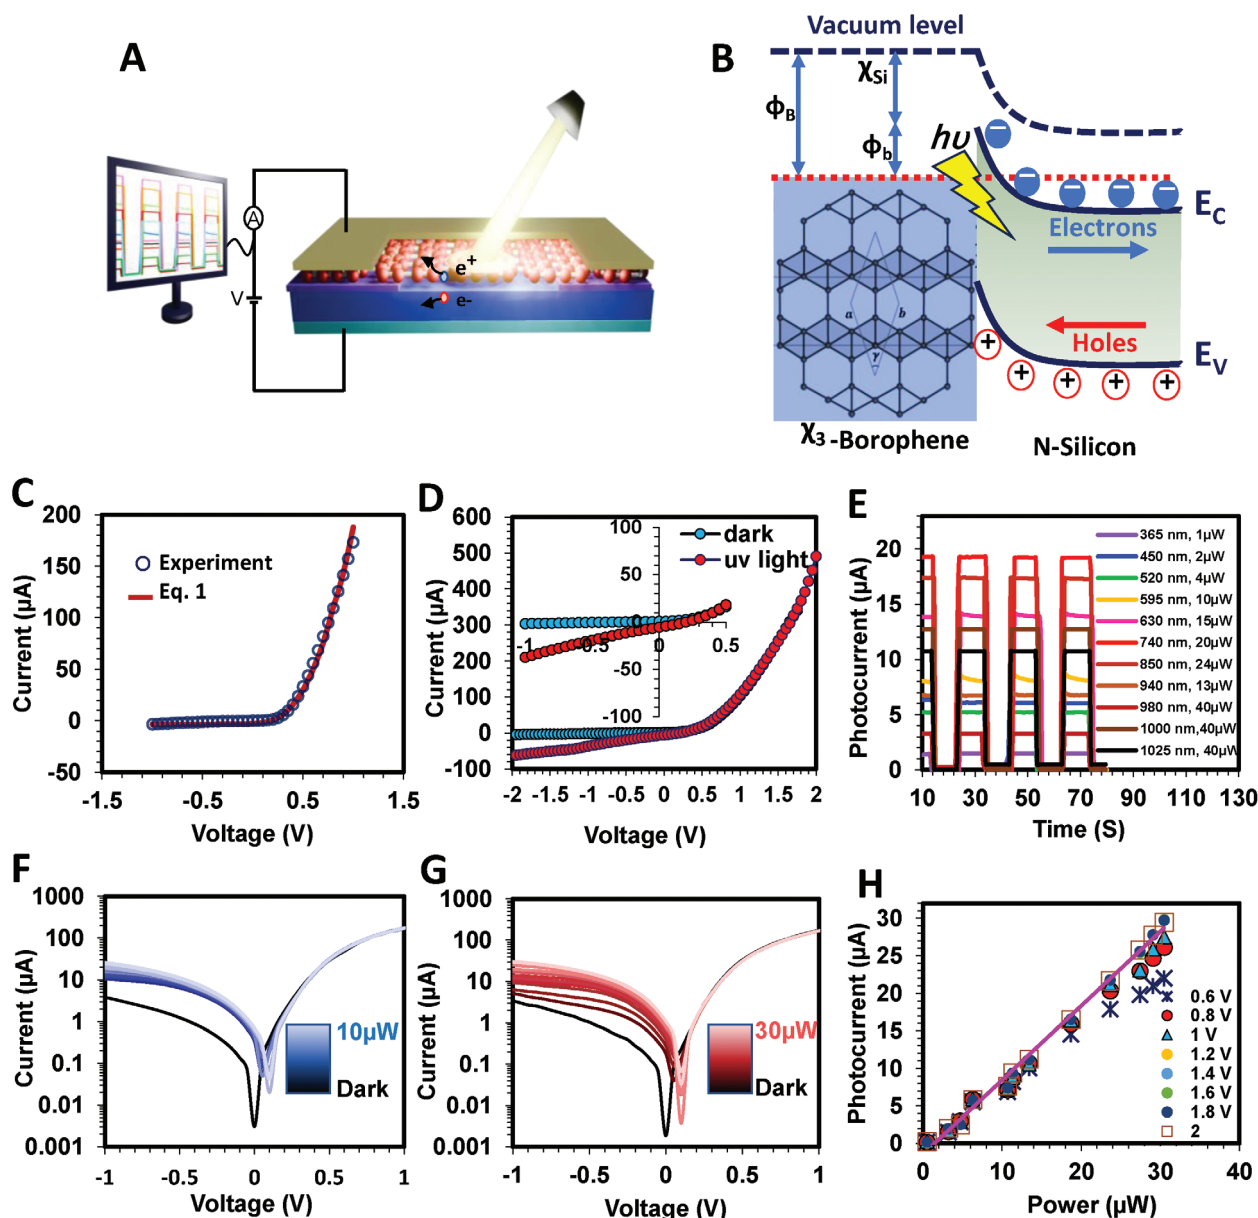 A
A
V
e+
e-
B
Vacuum level
χSi
ΦB
Φb
hυ
EC
Electrons
Holes
EV
a
b
γ
χ3-Borophene
N-Silicon
C
200
150
100
50
0
-50
-1.5
-0.5
0.5
1.5
Current (µA)
Voltage (V)
Experiment
Eq. 1
D
600
500
400
300
200
100
0
-100
-2 -1.5 -1 -0.5 0 0.5 1 1.5 2
Current (µA)
Voltage (V)
dark
uv light
100
50
0
-50
-100
-1 -0.5 0 0.5
E
20
15
10
5
0
10 30 50 70 90 110 130
Photocurrent (µA)
Time (S)
365 nm, 1µW
450 nm, 2µW
520 nm, 4µW
595 nm, 10µW
630 nm, 15µW
740 nm, 20µW
850 nm, 24µW
940 nm, 13µW
980 nm, 40µW
1000 nm,40µW
1025 nm, 40µW
F
1000
100
10
1
0.1
0.01
0.001
-1 -0.5 0 0.5 1
Current (µA)
Voltage (V)
10µW
Dark
G
1000
100
10
1
0.1
0.01
0.001
-1 -0.5 0 0.5 1
Current (µA)
Voltage (V)
30µW
Dark
H
30
25
20
15
10
5
0
0 10 20 30 40
Photocurrent (µA)
Power (µW)
0.6 V
0.8 V
1 V
1.2 V
1.4 V
1.6 V
1.8 V
2